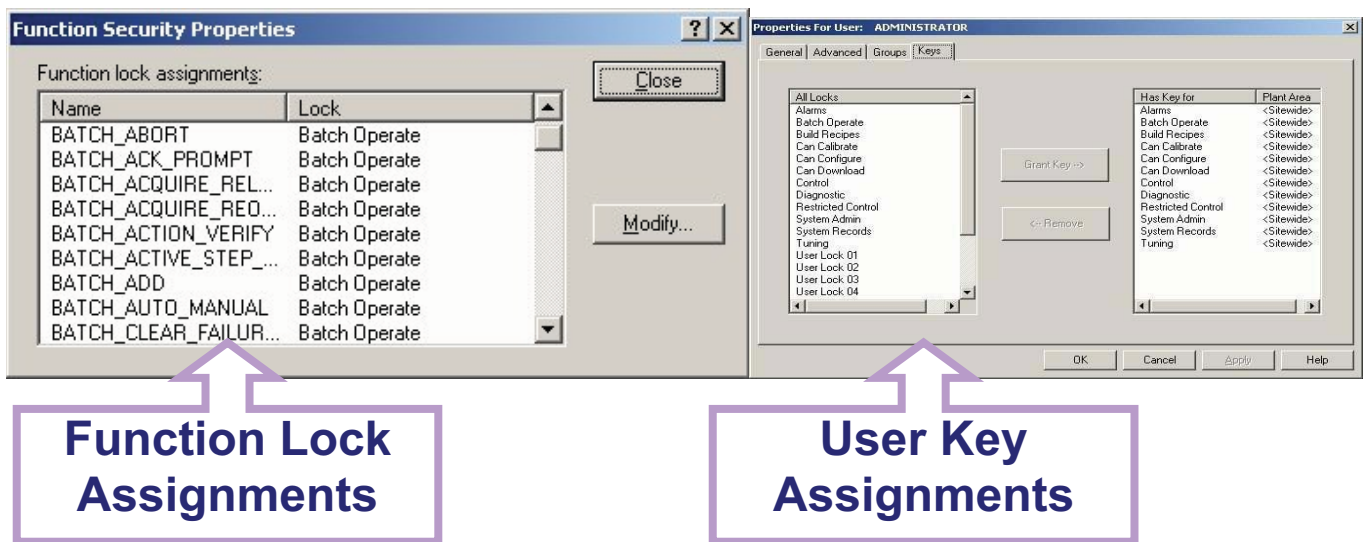 Function Security Properties
Function lock assignments:
Close
Name Lock
BATCH_ABORT Batch Operate
BATCH_ACK_PROMPT Batch Operate
BATCH_ACQUIRE_REL... Batch Operate
BATCH_ACQUIRE_REO... Batch Operate
BATCH_ACTION_VERIFY Batch Operate
BATCH_ACTIVE_STEP_... Batch Operate
BATCH_ADD Batch Operate
BATCH_AUTO_MANUAL Batch Operate
BATCH_CLEAR_FAILUR... Batch Operate
Modify...
Properties For User: ADMINISTRATOR
General Advanced Groups Keys
All Locks
Alarms
Batch Operate
Build Recipes
Can Calibrate
Can Configure
Can Download
Control
Diagnostic
Restricted Control
System Admin
System Records
Tuning
User Lock 01
User Lock 02
User Lock 03
User Lock 04
Grant Key -->
<-- Remove
Has Key for Plant Area
Alarms <Sitewide>
Batch Operate <Sitewide>
Build Recipes <Sitewide>
Can Calibrate <Sitewide>
Can Configure <Sitewide>
Can Download <Sitewide>
Control <Sitewide>
Diagnostic <Sitewide>
Restricted Control <Sitewide>
System Admin <Sitewide>
System Records <Sitewide>
Tuning <Sitewide>
OK Cancel Apply Help
Function Lock
Assignments
User Key
Assignments